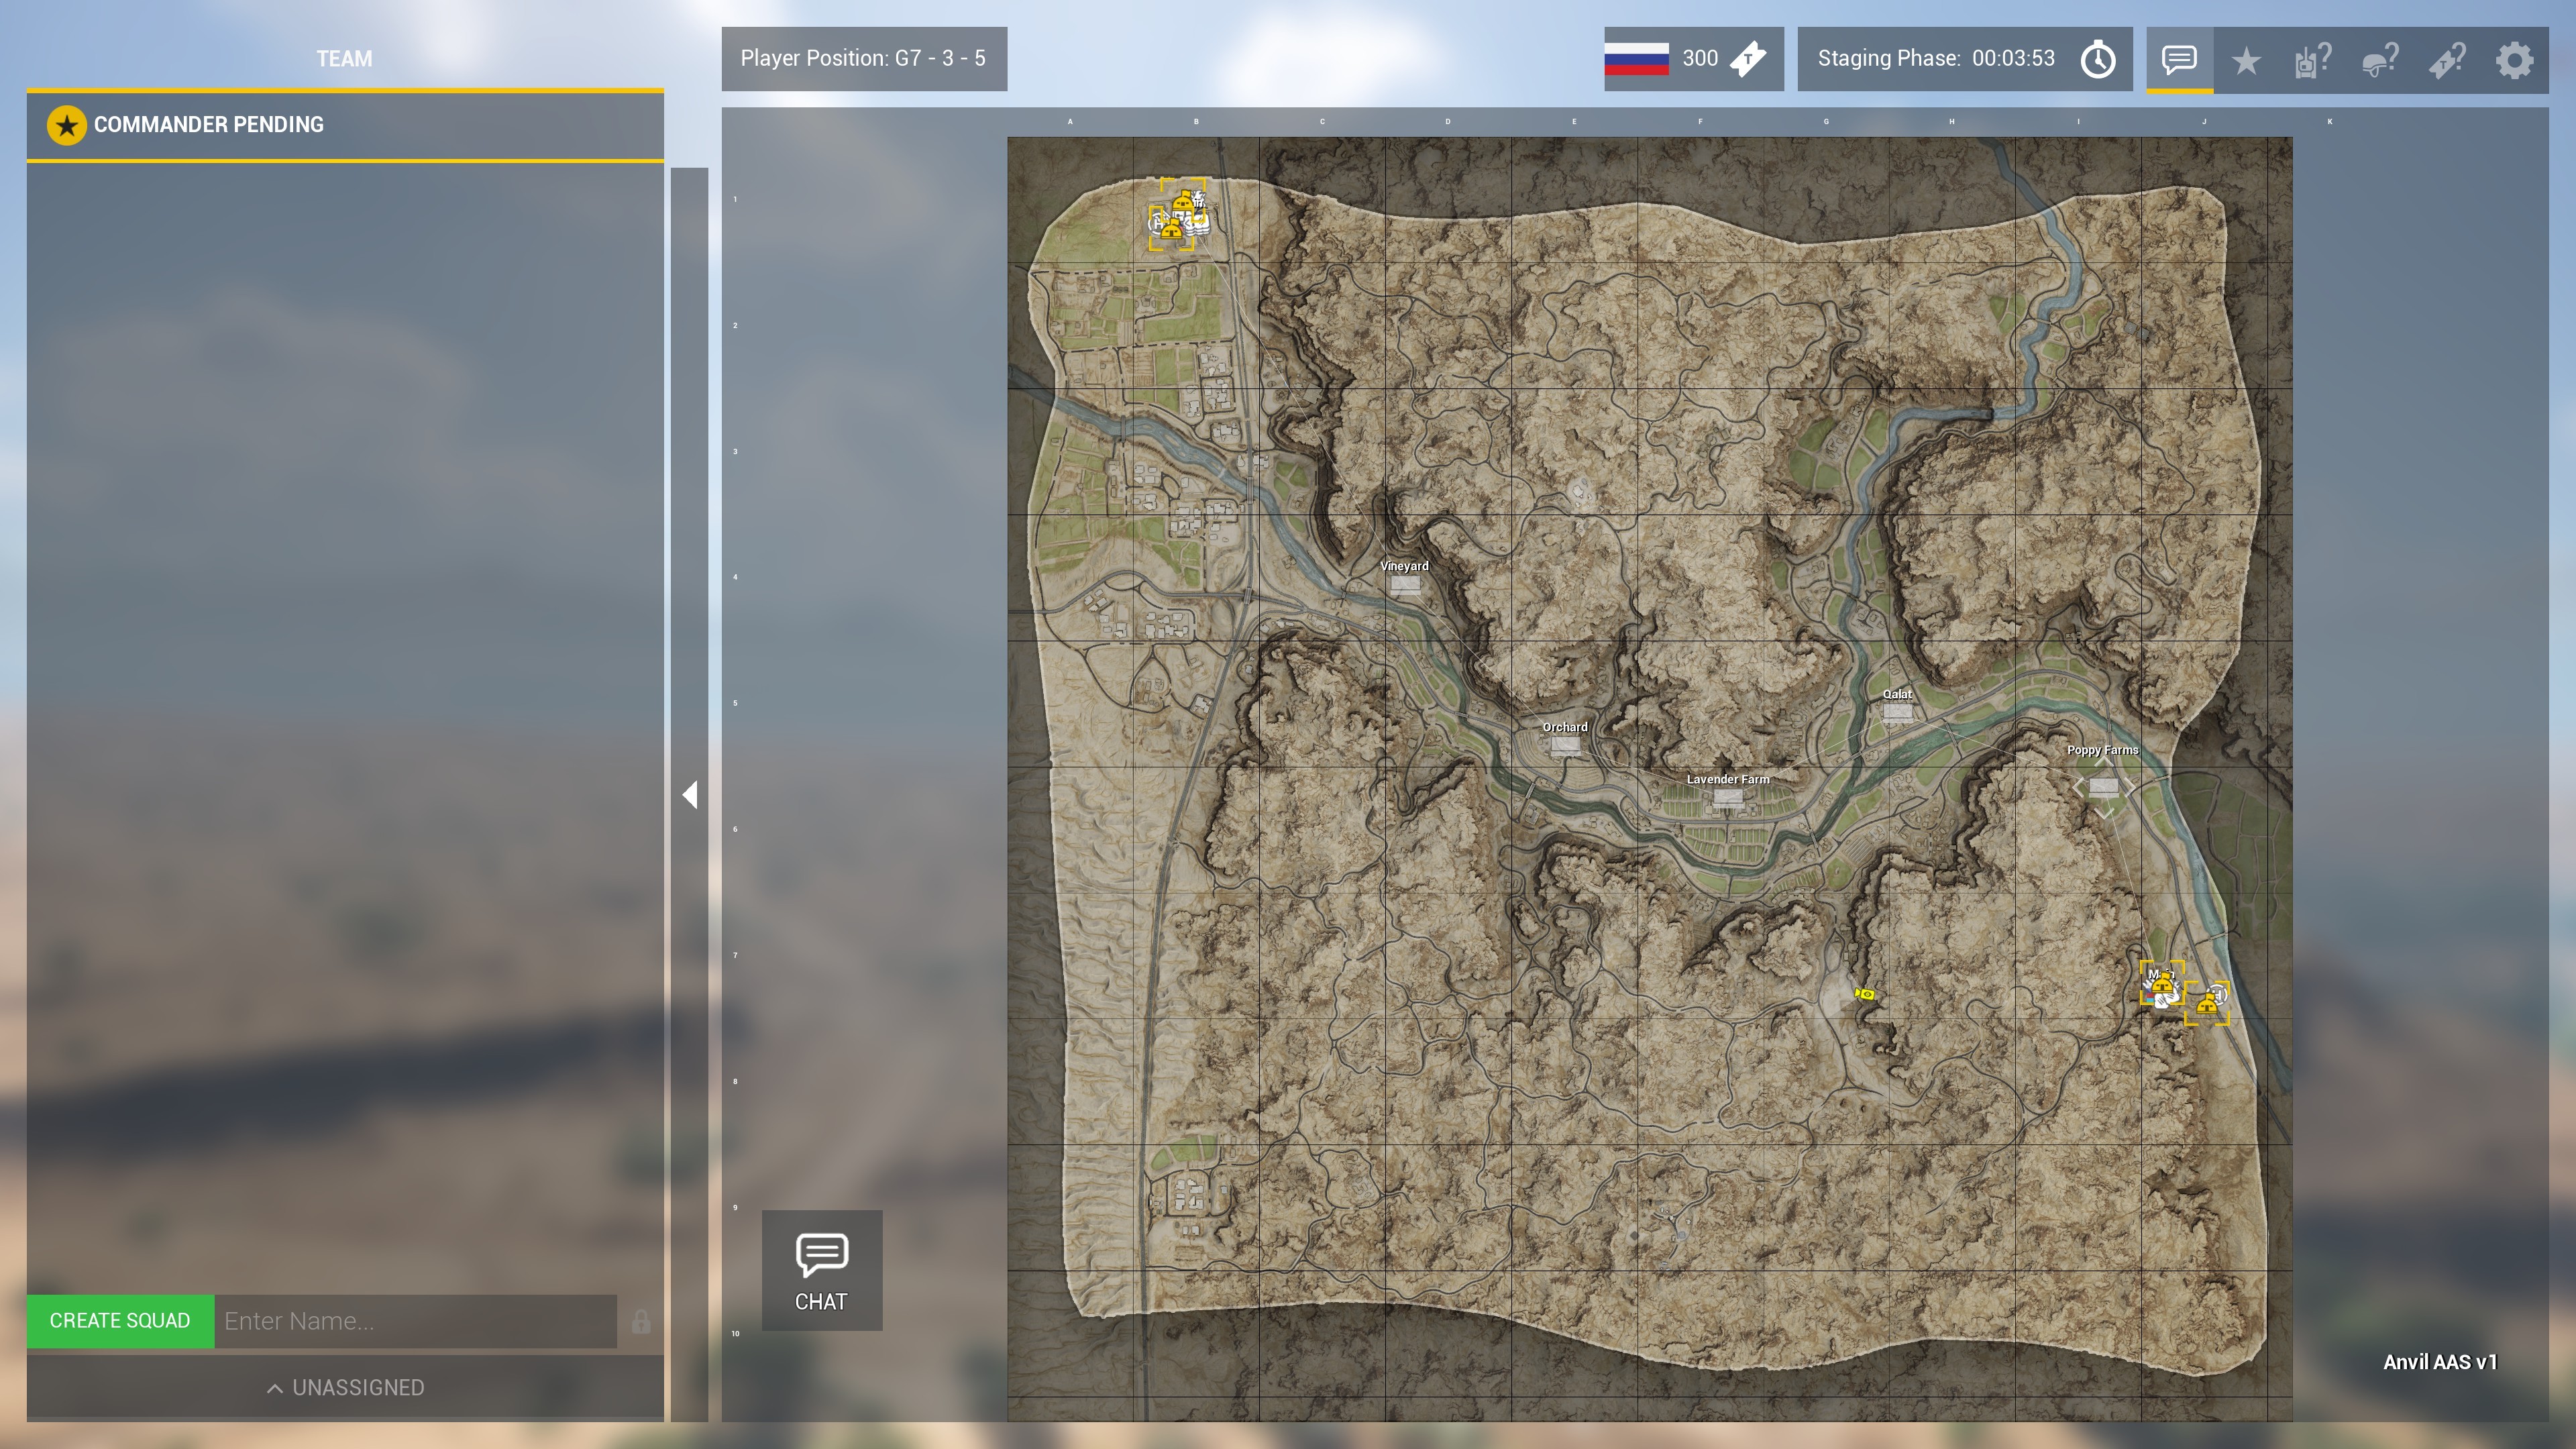 TEAM
Player Position: G7 - 3 - 5
300
Staging Phase: 00:03:53
COMMANDER PENDING
A B C D E F G H I J K
1
2
3
4
Vineyard
5
Qalat
Orchard
Poppy Farms
Lavender Farm
6
7
Main
8
9
CHAT
10
CREATE SQUAD Enter Name...
Anvil AAS v1
UNASSIGNED